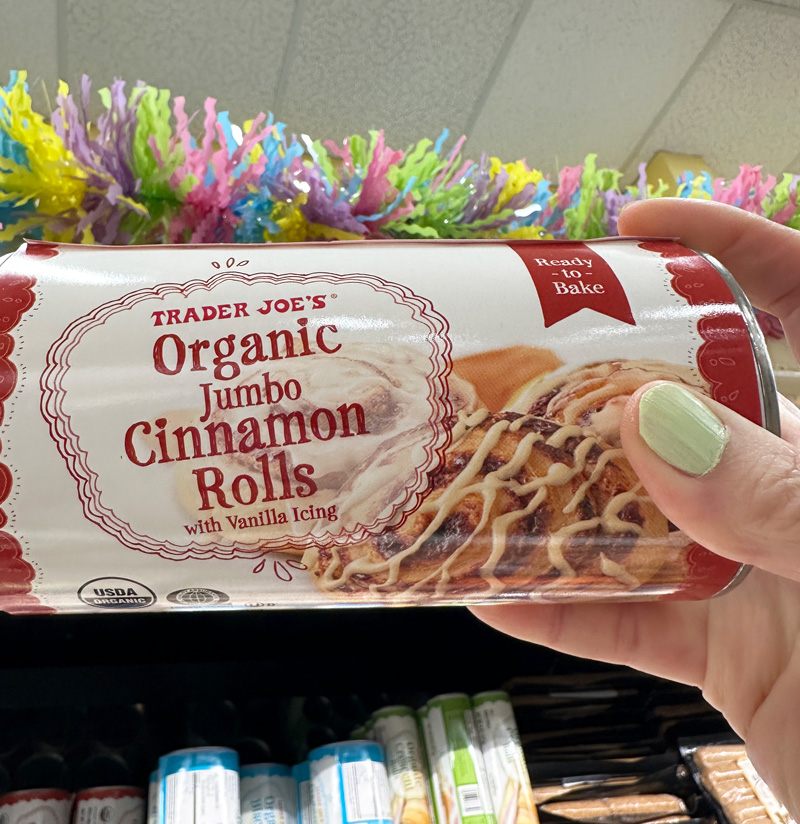 Ready
- to -
Bake
TRADER JOE'S®
Organic
Jumbo
Cinnamon
Rolls
with Vanilla Icing
USDA
ORGANIC